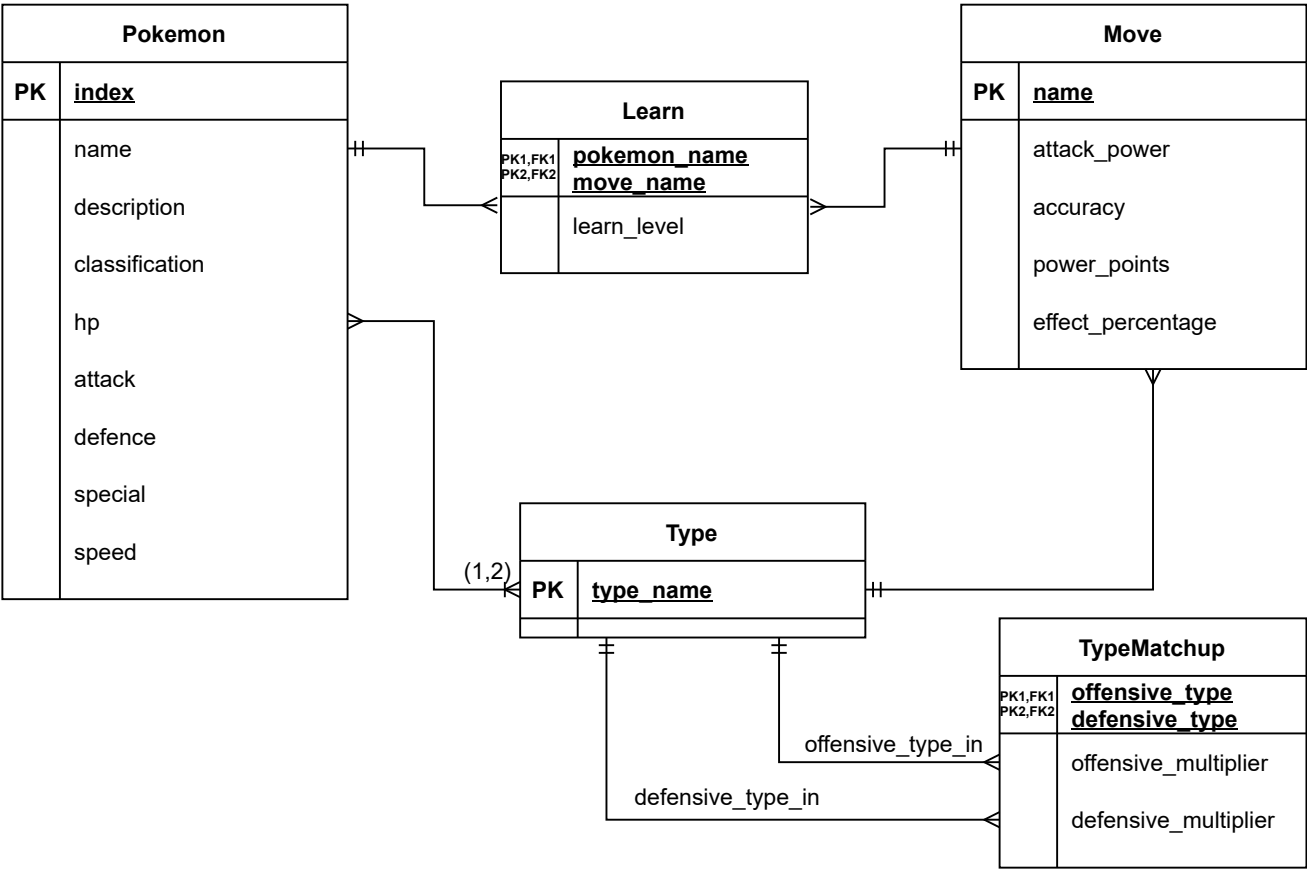 Pokemon
PK index
name
description
classification
hp
attack
defence
special
speed
Learn
PK1,FK1 pokemon_name
PK2,FK2 move_name
learn_level
Move
PK name
attack_power
accuracy
power_points
effect_percentage
(1,2)
Type
PK type_name
TypeMatchup
PK1,FK1 offensive_type
PK2,FK2 defensive_type
offensive_multiplier
defensive_multiplier
offensive_type_in
defensive_type_in